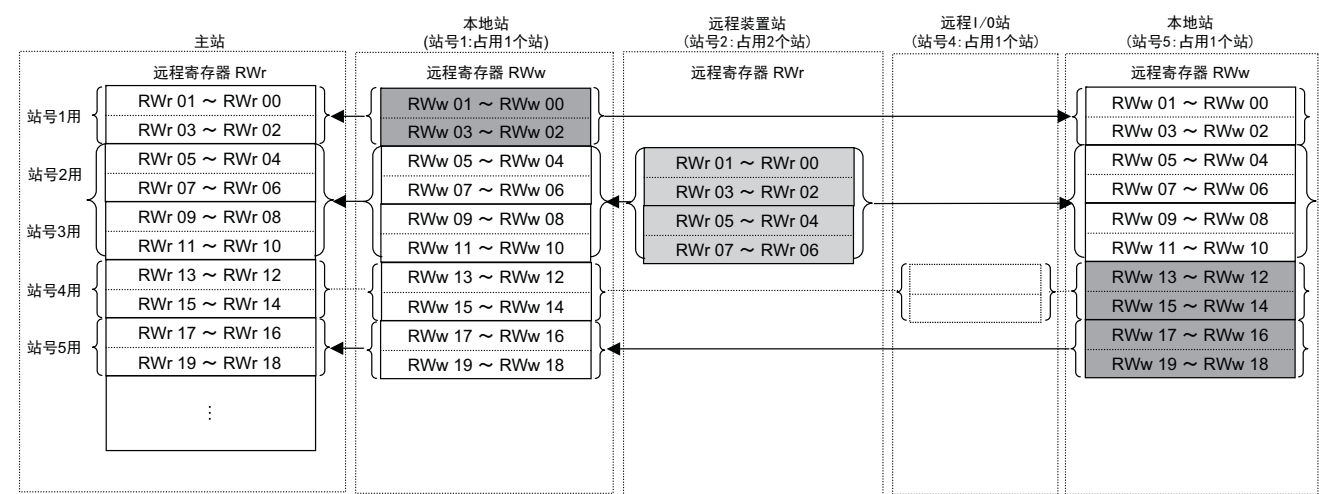 主站
本地站
(站号1:占用1个站)
远程装置站
(站号2:占用2个站)
远程I/O站
(站号4:占用1个站)
本地站
(站号5:占用1个站)
远程寄存器 RWr
远程寄存器 RWw
远程寄存器 RWr
远程寄存器 RWw
站号1用
站号2用
站号3用
站号4用
站号5用
RWr 01 ～ RWr 00
RWr 03 ～ RWr 02
RWr 05 ～ RWr 04
RWr 07 ～ RWr 06
RWr 09 ～ RWr 08
RWr 11 ～ RWr 10
RWr 13 ～ RWr 12
RWr 15 ～ RWr 14
RWr 17 ～ RWr 16
RWr 19 ～ RWr 18
⋮
RWw 01 ～ RWw 00
RWw 03 ～ RWw 02
RWw 05 ～ RWw 04
RWw 07 ～ RWw 06
RWw 09 ～ RWw 08
RWw 11 ～ RWw 10
RWw 13 ～ RWw 12
RWw 15 ～ RWw 14
RWw 17 ～ RWw 16
RWw 19 ～ RWw 18
RWr 01 ～ RWr 00
RWr 03 ～ RWr 02
RWr 05 ～ RWr 04
RWr 07 ～ RWr 06
RWw 01 ～ RWw 00
RWw 03 ～ RWw 02
RWw 05 ～ RWw 04
RWw 07 ～ RWw 06
RWw 09 ～ RWw 08
RWw 11 ～ RWw 10
RWw 13 ～ RWw 12
RWw 15 ～ RWw 14
RWw 17 ～ RWw 16
RWw 19 ～ RWw 18